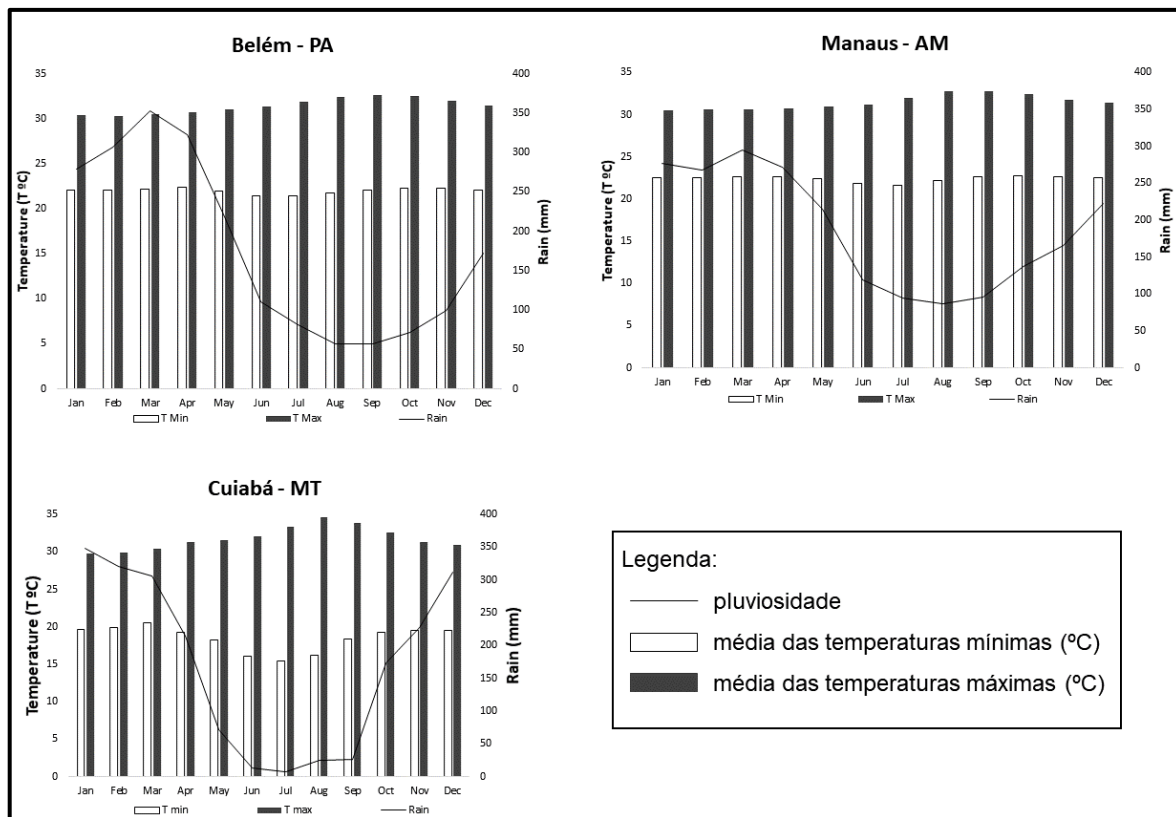 Belém - PA
35
30
25
20
15
10
5
0
Temperature (T ºC)
400
350
300
250
200
150
100
50
0
Rain (mm)
Jan Feb Mar Apr May Jun Jul Aug Sep Oct Nov Dec
T Min T Max Rain
Manaus - AM
35
30
25
20
15
10
5
0
Temperature (T ºC)
400
350
300
250
200
150
100
50
0
Rain (mm)
Jan Feb Mar Apr May Jun Jul Aug Sep Oct Nov Dec
T Min T Max Rain
Cuiabá - MT
35
30
25
20
15
10
5
0
Temperature (T ºC)
400
350
300
250
200
150
100
50
0
Rain (mm)
Jan Feb Mar Apr May Jun Jul Aug Sep Oct Nov Dec
T min T max Rain
Legenda:
pluviosidade
média das temperaturas mínimas (ºC)
média das temperaturas máximas (ºC)